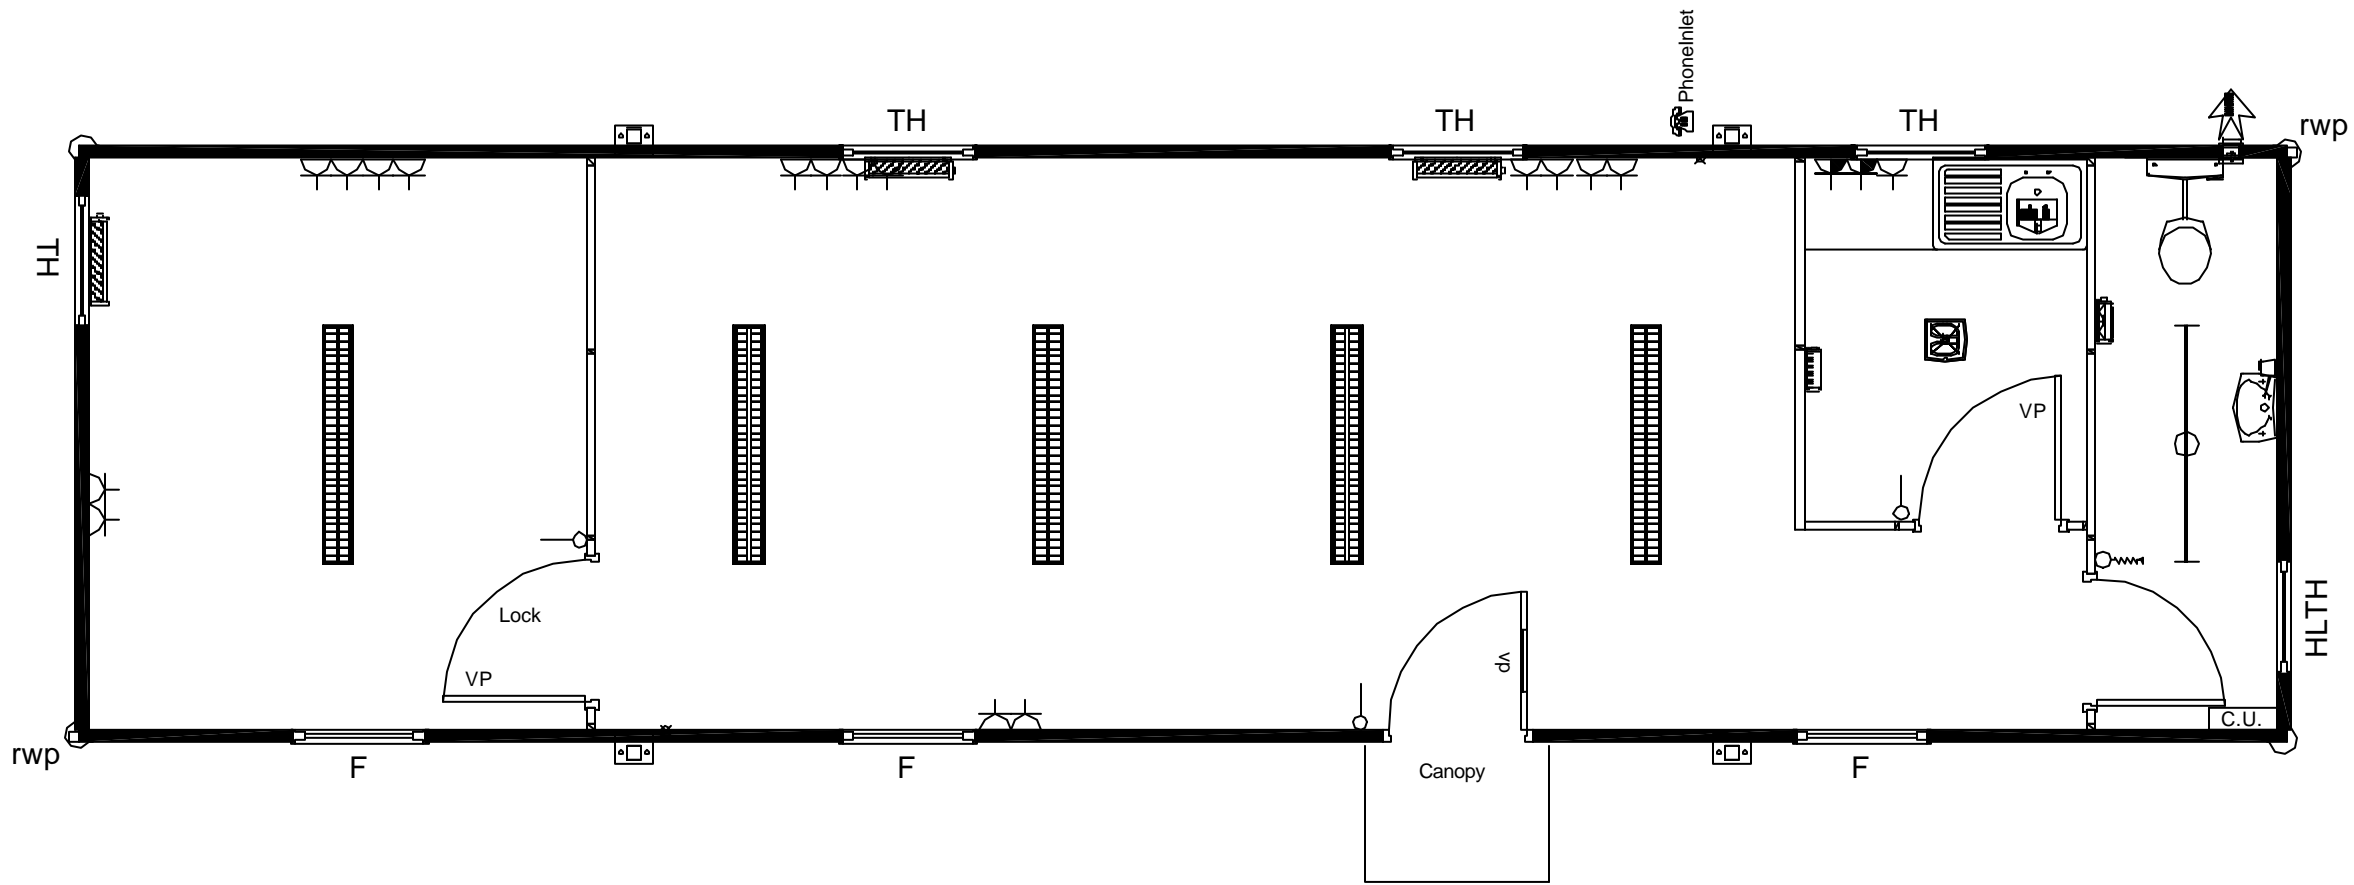 PhoneInlet
TH
TH
TH
rwp
TH
VP
Lock
VP
vp
HLTH
C.U.
rwp
F
F
Canopy
F